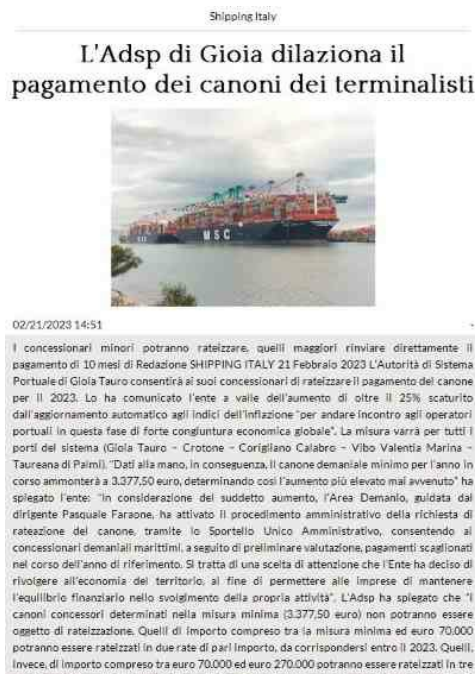 Shipping Italy
L'Adsp di Gioia dilaziona il
pagamento dei canoni dei terminalisti
MSC
02/21/2023 14:51
I concessionari minori potranno rateizzare, quelli maggiori rinviare direttamente il
pagamento di 10 mesi di Redazione SHIPPING ITALY 21 Febbraio 2023 L'Autorità di Sistema
Portuale di Gioia Tauro consentirà ai suoi concessionari di rateizzare il pagamento del canone
per il 2023. Lo ha comunicato l'ente a valle dell'aumento di oltre il 25% scaturito
dall'aggiornamento automatico agli indici dell'inflazione "per andare incontro agli operatori
portuali in questa fase di forte congiuntura economica globale". La misura varrà per tutti i
porti del sistema (Gioia Tauro – Crotone – Corigliano Calabro – Vibo Valentia Marina –
Taureana di Palmi). "Dati alla mano, in conseguenza, il canone demaniale minimo per l'anno in
corso ammonterà a 3.377,50 euro, determinando così l'aumento più elevato mai avvenuto" ha
spiegato l'ente: "in considerazione del suddetto aumento, l'Area Demanio, guidata dal
dirigente Pasquale Faraone, ha attivato il procedimento amministrativo della richiesta di
rateazione del canone, tramite lo Sportello Unico Amministrativo, consentendo ai
concessionari demaniali marittimi, a seguito di preliminare valutazione, pagamenti scaglionati
nel corso dell'anno di riferimento. Si tratta di una scelta di attenzione che l'Ente ha deciso di
rivolgere all'economia del territorio, al fine di permettere alle imprese di mantenere
l'equilibrio finanziario nello svolgimento della propria attività". L'Adsp ha spiegato che "i
canoni concessori determinati nella misura minima (3.377,50 euro) non potranno essere
oggetto di rateizzazione. Quelli di importo compreso tra la misura minima ed euro 70.000
potranno essere rateizzati in due rate di pari importo, da corrispondersi entro il 2023. Quelli,
invece, di importo compreso tra euro 70.000 ed euro 270.000 potranno essere rateizzati in tre